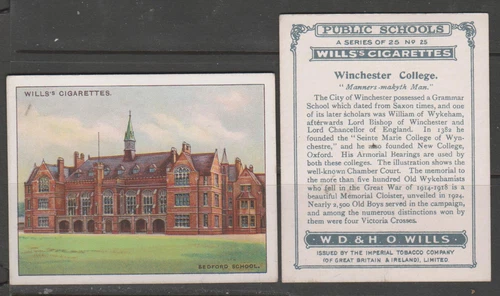 WILLS'S CIGARETTES.
BEDFORD SCHOOL.
PUBLIC SCHOOLS
A SERIES OF 25 No 25
WILLS'S CIGARETTES
Winchester College.
"Manners makyth Man."
The City of Winchester possessed a Grammar
School which dated from Saxon times, and one
of its later scholars was William of Wykeham,
afterwards Lord Bishop of Winchester and
Lord Chancellor of England. In 1382 he
founded the "Seinte Marie College of Wyn-
chestre," and he also founded New College,
Oxford. His Armorial Bearings are used by
both these colleges. The illustration shows the
well-known Chamber Court. The memorial to
the more than five hundred Old Wykehamists
who fell in the Great War of 1914-1918 is a
beautiful Memorial Cloister, unveiled in 1924.
Nearly 2,500 Old Boys served in the campaign,
and among the numerous distinctions won by
them were four Victoria Crosses.
W.D. & H.O. WILLS
ISSUED BY THE IMPERIAL TOBACCO COMPANY
(OF GREAT BRITAIN & IRELAND), LIMITED.